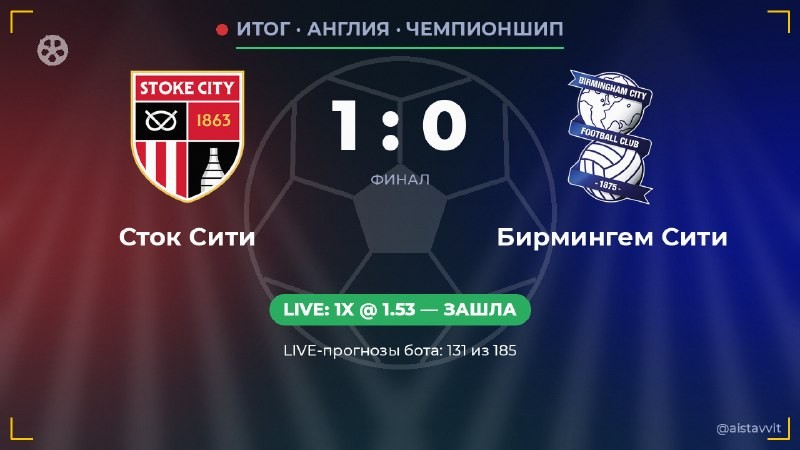 ИТОГ · АНГЛИЯ · ЧЕМПИОНШИП
STOKE CITY
1863
1 : 0
ФИНАЛ
BIRMINGHAM CITY
FOOTBALL CLUB
- 1875 -
Сток Сити
Бирмингем Сити
LIVE: 1X @ 1.53 — ЗАШЛА
LIVE-прогнозы бота: 131 из 185
@aistavvit